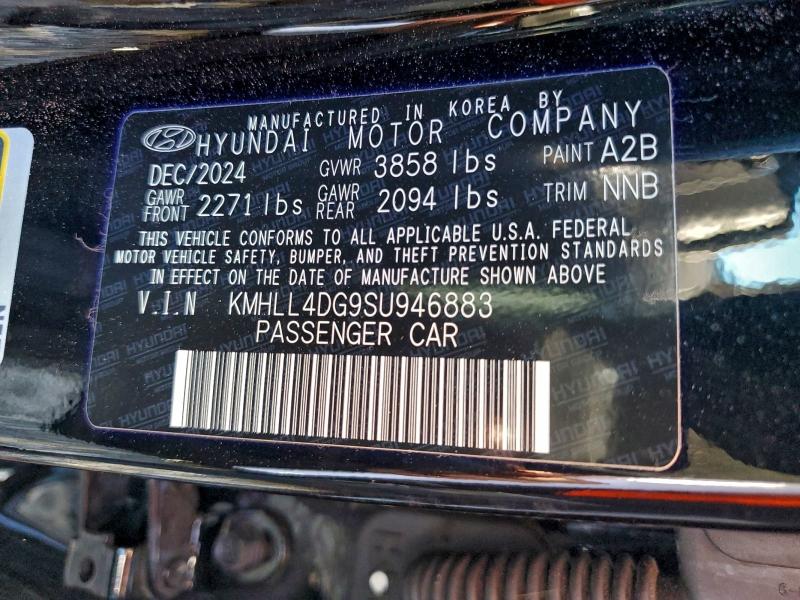 MANUFACTURED IN KOREA BY
HYUNDAI MOTOR COMPANY
DEC/2024 GVWR 3858 lbs PAINT A2B
GAWR FRONT 2271 lbs GAWR REAR 2094 lbs TRIM NNB
THIS VEHICLE CONFORMS TO ALL APPLICABLE U.S.A. FEDERAL
MOTOR VEHICLE SAFETY, BUMPER, AND THEFT PREVENTION STANDARDS
IN EFFECT ON THE DATE OF MANUFACTURE SHOWN ABOVE
V.I.N KMHLL4DG9SU946883
PASSENGER CAR